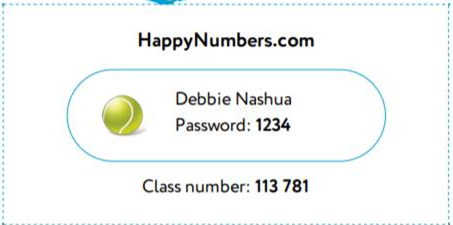 HappyNumbers.com
Debbie Nashua
Password: 1234
Class number: 113 781